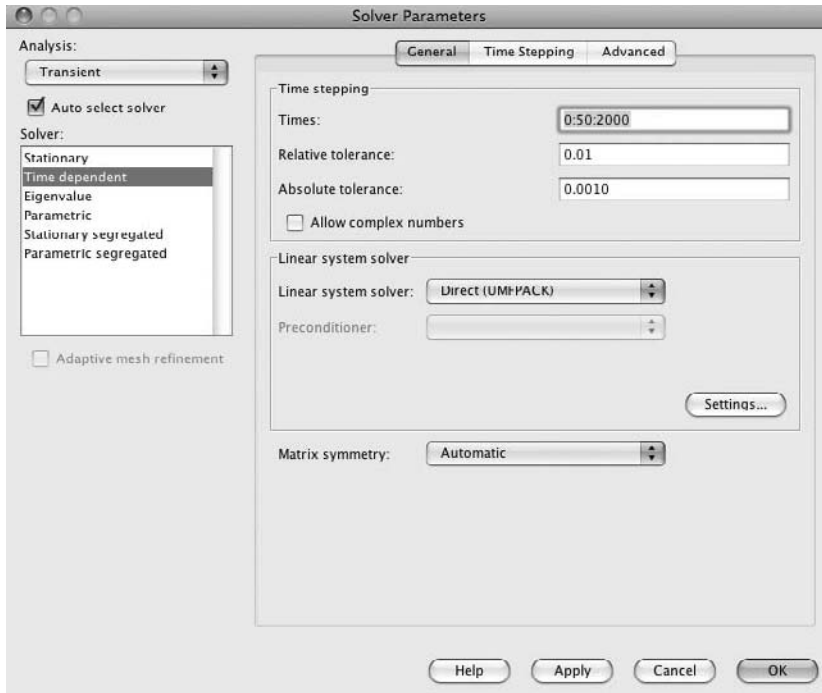 Solver Parameters
Analysis:
Transient
Auto select solver
Solver:
Stationary
Time dependent
Eigenvalue
Parametric
Stationary segregated
Parametric segregated
Adaptive mesh refinement
General Time Stepping Advanced
Time stepping
Times: 0:50:2000
Relative tolerance: 0.01
Absolute tolerance: 0.0010
Allow complex numbers
Linear system solver
Linear system solver: Direct (UMFPACK)
Preconditioner:
Settings...
Matrix symmetry: Automatic
Help Apply Cancel OK